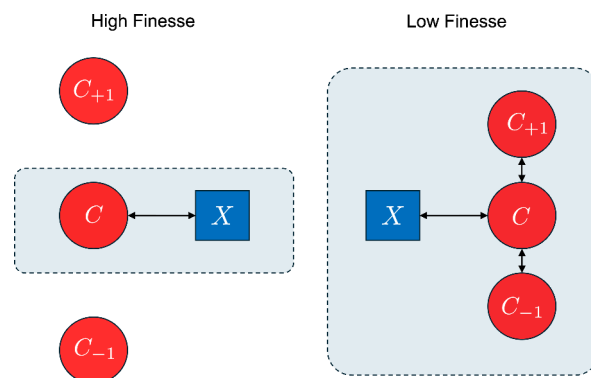 High Finesse
Low Finesse
C+1
C+1
C
X
X
C
C−1
C−1